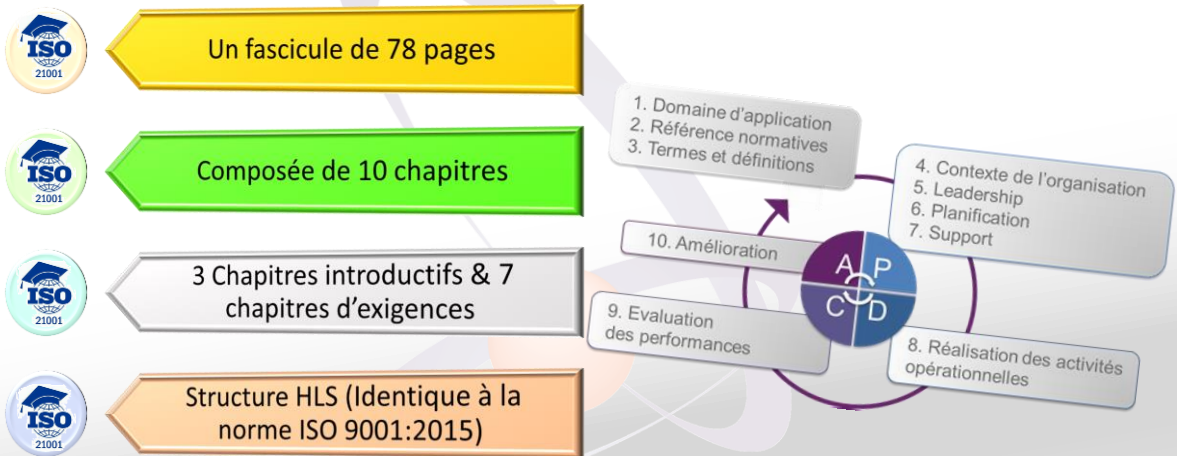 ISO
21001
Un fascicule de 78 pages
ISO
21001
Composée de 10 chapitres
ISO
21001
3 Chapitres introductifs & 7
chapitres d'exigences
ISO
21001
Structure HLS (Identique à la
norme ISO 9001:2015)
1. Domaine d'application
2. Référence normatives
3. Termes et définitions
4. Contexte de l'organisation
5. Leadership
6. Planification
7. Support
10. Amélioration
A P
C D
9. Evaluation
des performances
8. Réalisation des activités
opérationnelles